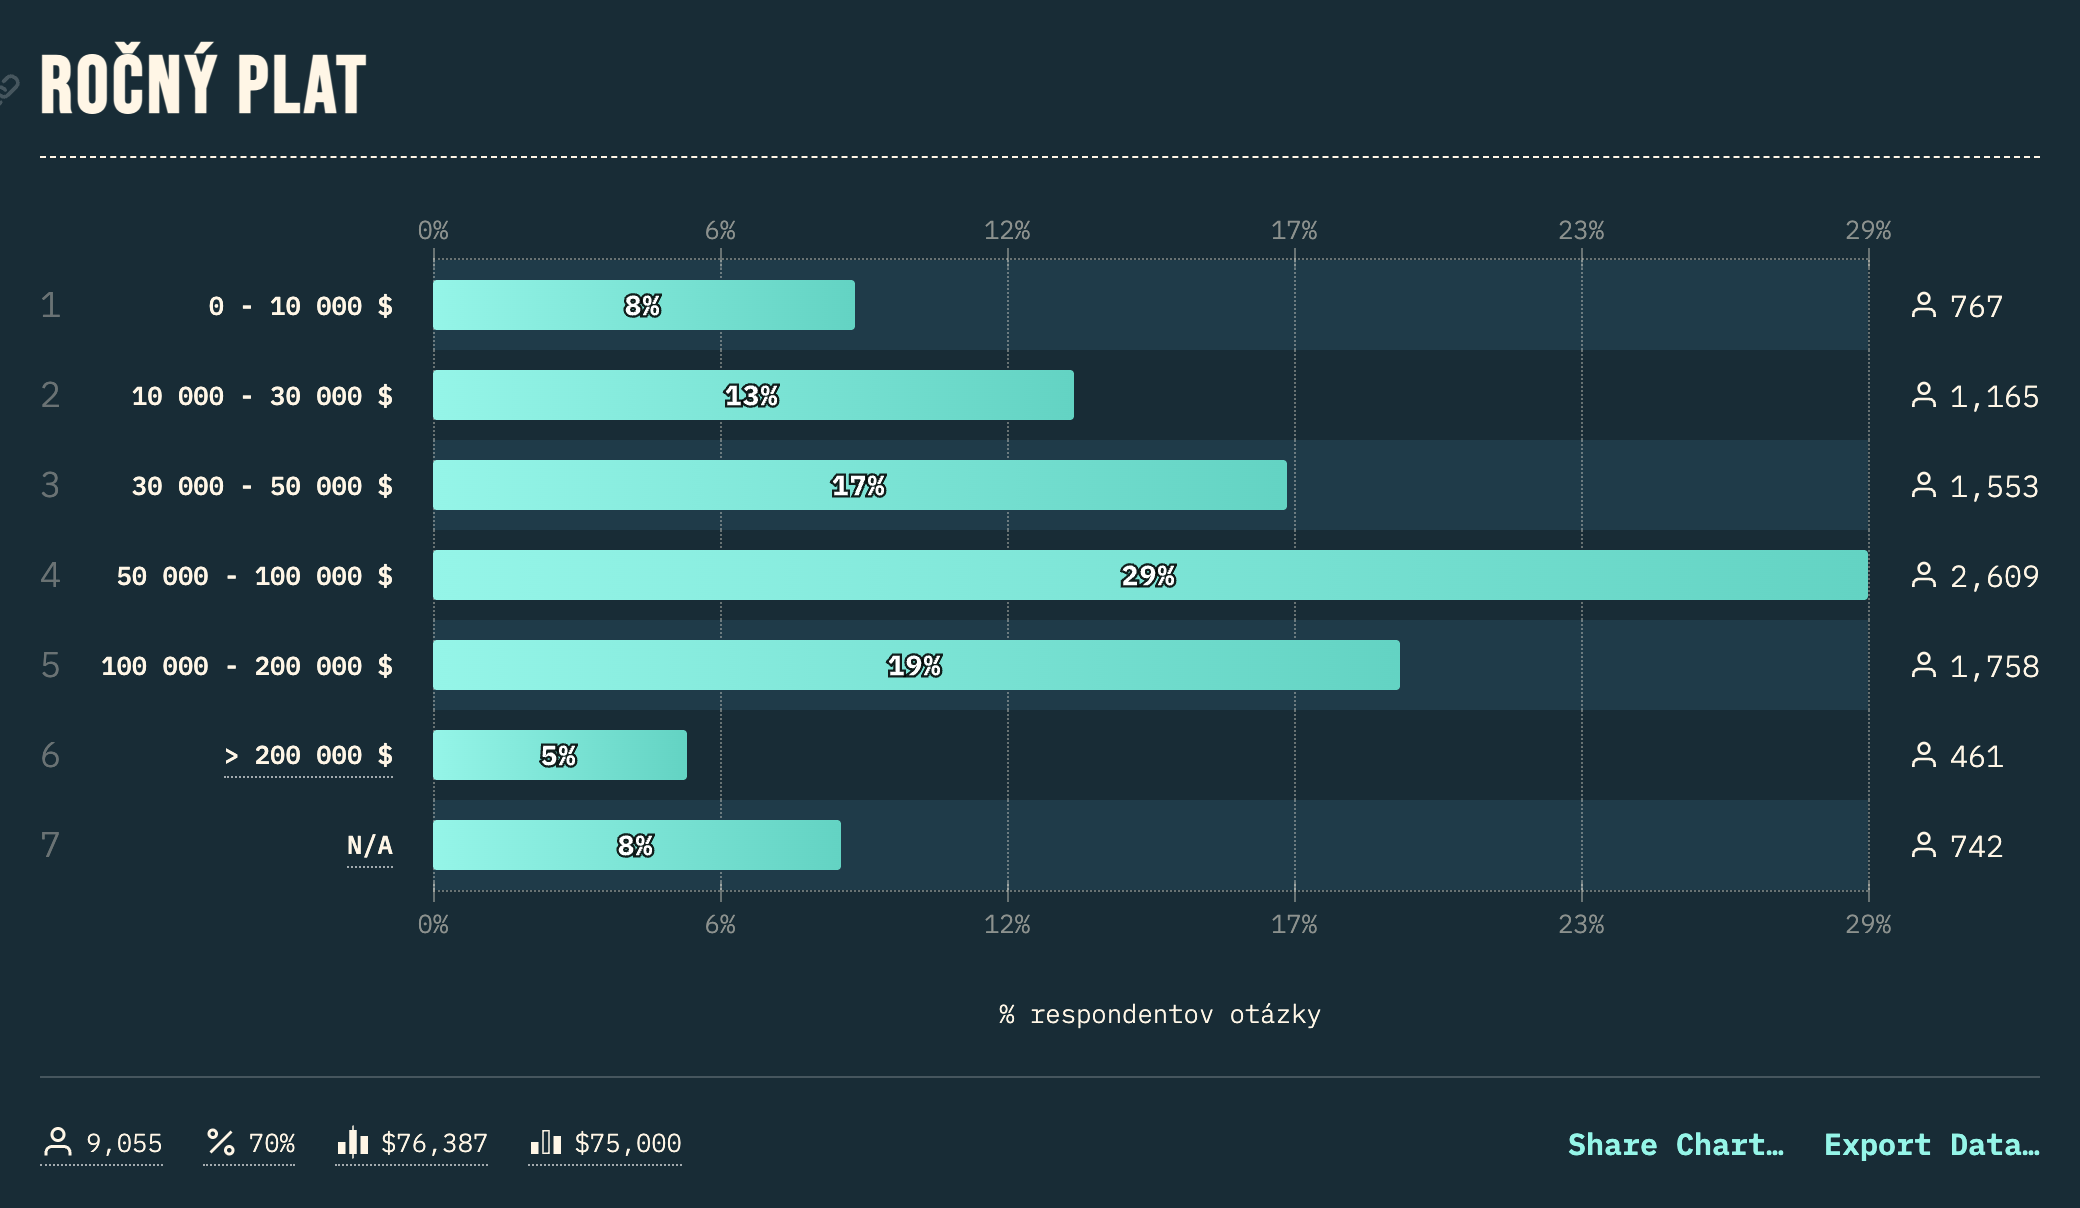 ROČNÝ PLAT
0% 6% 12% 17% 23% 29%
1 0 - 10 000 $ 8% 767
2 10 000 - 30 000 $ 13% 1,165
3 30 000 - 50 000 $ 17% 1,553
4 50 000 - 100 000 $ 29% 2,609
5 100 000 - 200 000 $ 19% 1,758
6 > 200 000 $ 5% 461
7 N/A 8% 742
0% 6% 12% 17% 23% 29%
% respondentov otázky
9,055 70% $76,387 $75,000 Share Chart… Export Data…